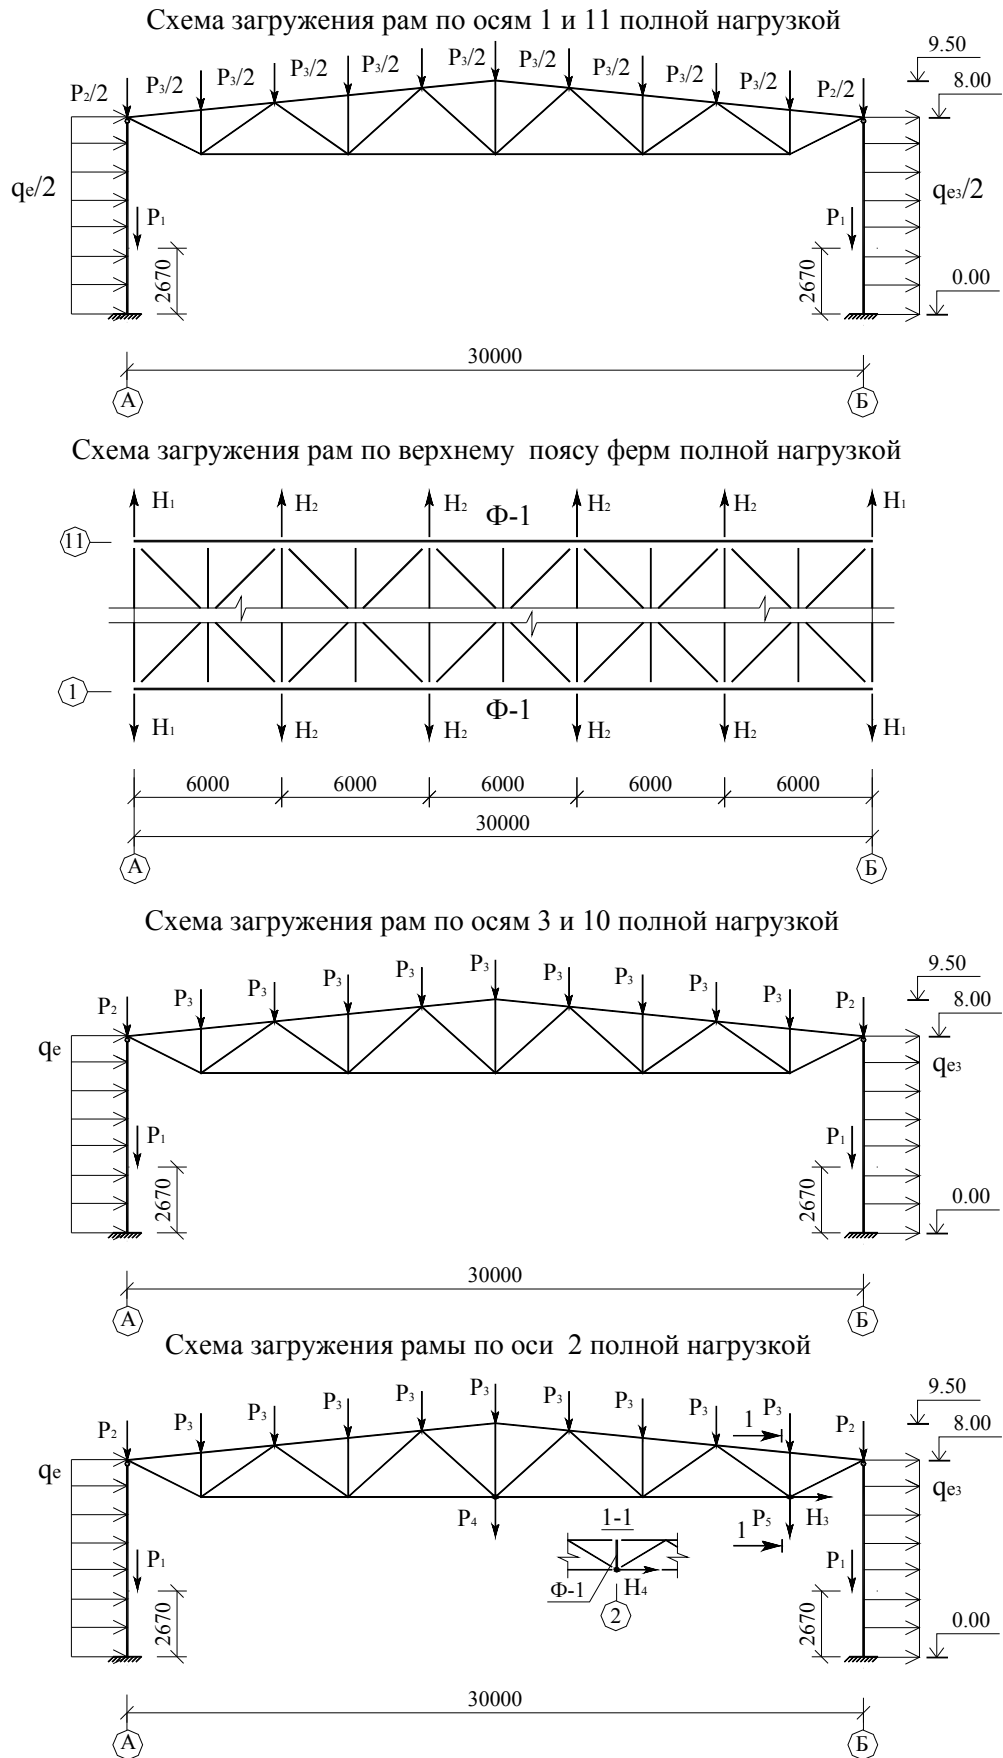 Схема загружения рам по осям 1 и 11 полной нагрузкой
P₂/2 P₃/2 P₃/2 P₃/2 P₃/2 P₃ P₃/2 P₃/2 P₃/2 P₃/2 P₂/2
9.50
8.00
qe/2
qe3/2
P₁ P₁
2670 2670
0.00
30000
А Б
Схема загружения рам по верхнему поясу ферм полной нагрузкой
H₁ H₂ H₂ H₂ H₂ H₁
Ф-1
11
1
Ф-1
H₁ H₂ H₂ H₂ H₂ H₁
6000 6000 6000 6000 6000
30000
А Б
Схема загружения рам по осям 3 и 10 полной нагрузкой
P₂ P₃ P₃ P₃ P₃ P₃ P₃ P₃ P₃ P₃ P₂
9.50
8.00
qe
qe3
P₁ P₁
2670 2670
0.00
30000
А Б
Схема загружения рамы по оси 2 полной нагрузкой
P₂ P₃ P₃ P₃ P₃ P₃ P₃ P₃ P₃ 1 P₃ P₂
9.50
8.00
qe
qe3
P₄ 1-1 P₅ H₃
1
P₁ P₁
Ф-1 H₄
2
2670 2670
0.00
30000
А Б